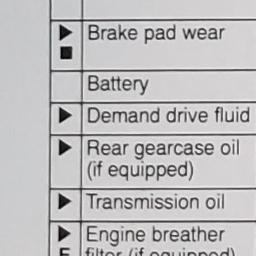 ▶ Brake pad wear
■
Battery
▶ Demand drive fluid
▶ Rear gearcase oil
(if equipped)
▶ Transmission oil
▶ Engine breather
E filter (if equipped)